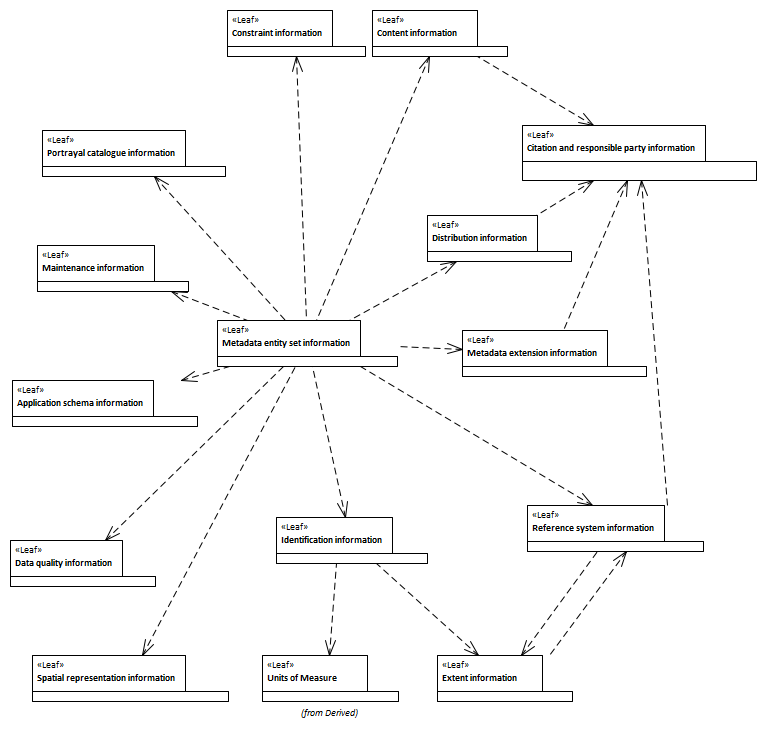 «Leaf»
Constraint information
«Leaf»
Content information
«Leaf»
Portrayal catalogue information
«Leaf»
Citation and responsible party information
«Leaf»
Distribution information
«Leaf»
Maintenance information
«Leaf»
Metadata entity set information
«Leaf»
Metadata extension information
«Leaf»
Application schema information
«Leaf»
Identification information
«Leaf»
Reference system information
«Leaf»
Data quality information
«Leaf»
Spatial representation information
«Leaf»
Units of Measure
(from Derived)
«Leaf»
Extent information